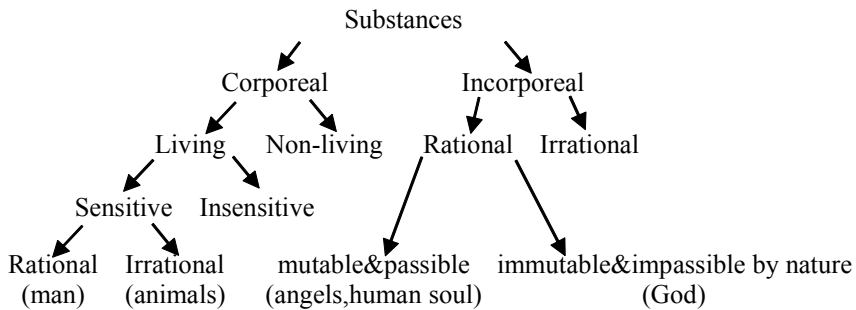 Substances
Corporeal Incorporeal
Living Non-living Rational Irrational
Sensitive Insensitive
Rational Irrational mutable&passible immutable&impassible by nature
(man) (animals) (angels,human soul) (God)